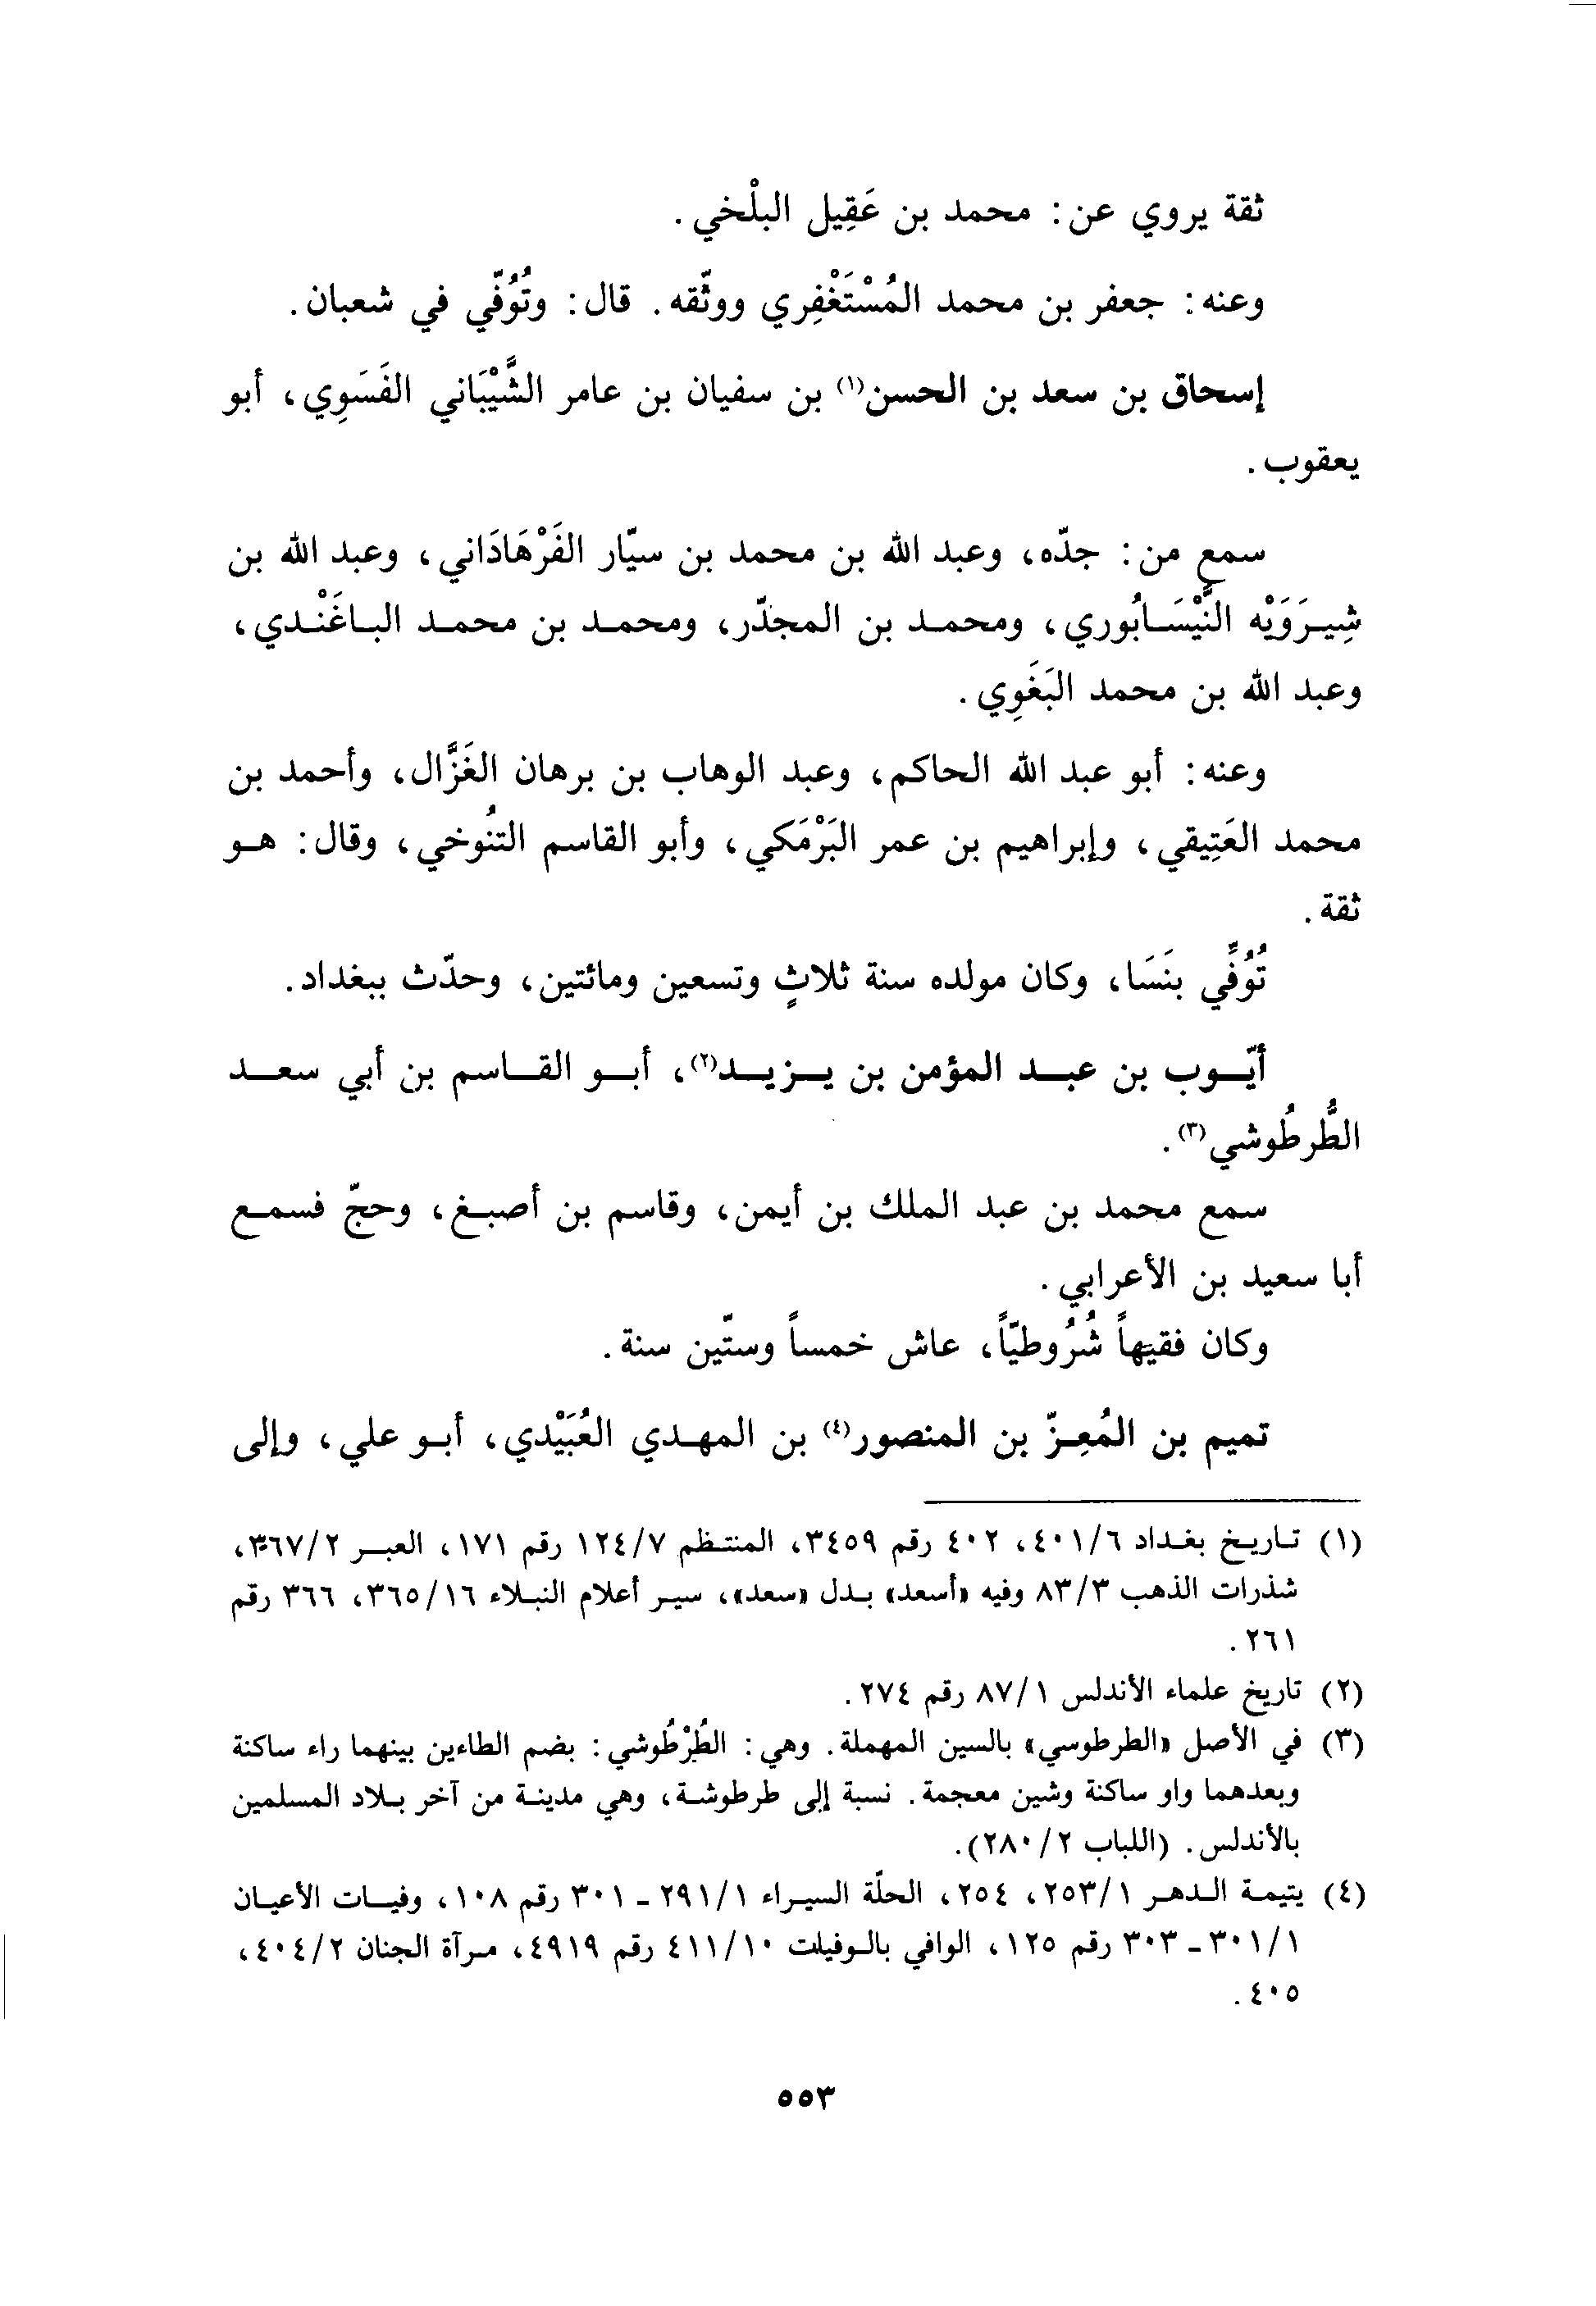 ثقة يروي عن: محمد بن عَقِيل البلْخي.
وعنه: جعفر بن محمد المُسْتَغْفِري ووثّقه. قال: وتُوُفّي في شعبان.
إسحاق بن سعد بن الحسن(١) بن سفيان بن عامر الشَّيْبَاني الفَسَوِي، أبو
يعقوب.
سمع من: جدّه، وعبد الله بن محمد بن سيّار الفَرْهَادَاني، وعبد الله بن
شِيرَوَيْه النَّيْسَابُوري، ومحمد بن المجدّر، ومحمد بن محمد الباغَنْدي،
وعبد الله بن محمد البَغَوِي.
وعنه: أبو عبد الله الحاكم، وعبد الوهاب بن برهان الغَزَّال، وأحمد بن
محمد العَتِيقي، وإبراهيم بن عمر البَرْمَكي، وأبو القاسم التنُوخي، وقال: هو
ثقة.
تُوُفِّي بنَسَا، وكان مولده سنة ثلاثٍ وتسعين ومائتين، وحدّث ببغداد.
أيّوب بن عبد المؤمن بن يزيد(٢)، أبو القاسم بن أبي سعد
الطُّرطُوشي(٣).
سمع محمد بن عبد الملك بن أيمن، وقاسم بن أصبغ، وحجّ فسمع
أبا سعيد بن الأعرابي.
وكان فقيهاً شُرُوطيّاً، عاش خمساً وستّين سنة.
تميم بن المُعِزّ بن المنصور(٤) بن المهدي العُبَيْدي، أبو علي، وإلى
(١) تاريخ بغداد ٤٠١/٦، ٤٠٢ رقم ٣٤٥٩، المنتظم ١٢٤/٧ رقم ١٧١، العبر ٣٦٧/٢،
شذرات الذهب ٨٣/٣ وفيه «أسعد» بدل «سعد»، سير أعلام النبلاء ٣٦٥/١٦، ٣٦٦ رقم
٢٦١.
(٢) تاريخ علماء الأندلس ٨٧/١ رقم ٢٧٤.
(٣) في الأصل «الطرطوسي» بالسين المهملة. وهي: الطُرْطُوشي: بضم الطاءين بينهما راء ساكنة
وبعدهما واو ساكنة وشين معجمة. نسبة إلى طرطوشة، وهي مدينة من آخر بلاد المسلمين
بالأندلس. (اللباب ٢٨٠/٢).
(٤) يتيمة الدهر ٢٥٣/١، ٢٥٤، الحلّة السيراء ٢٩١/١ ـ ٣٠١ رقم ١٠٨، وفيات الأعيان
٣٠١/١ ـ ٣٠٣ رقم ١٢٥، الوافي بالوفيات ٤١١/١٠ رقم ٤٩١٩، مرآة الجنان ٤٠٤/٢،
٤٠٥.
٥٥٣